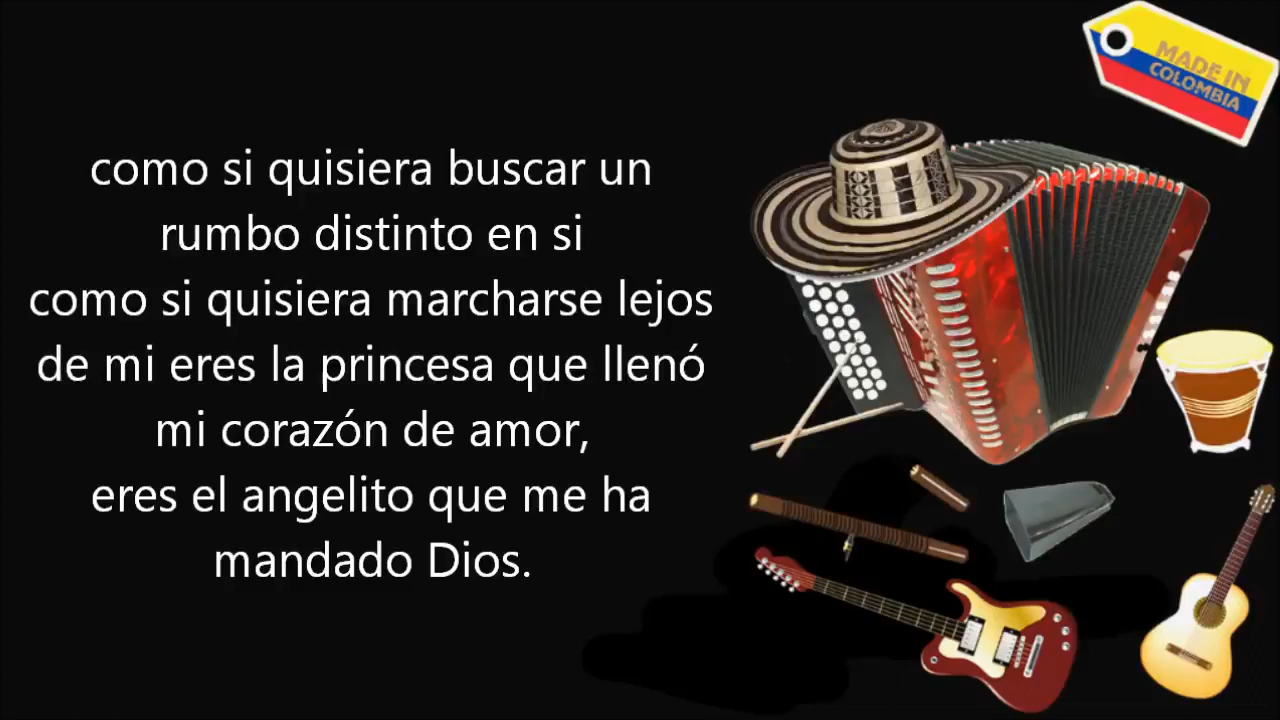 como si quisiera buscar un
rumbo distinto en si
como si quisiera marcharse lejos
de mi eres la princesa que llenó
mi corazón de amor,
eres el angelito que me ha
mandado Dios.
MADE IN
COLOMBIA